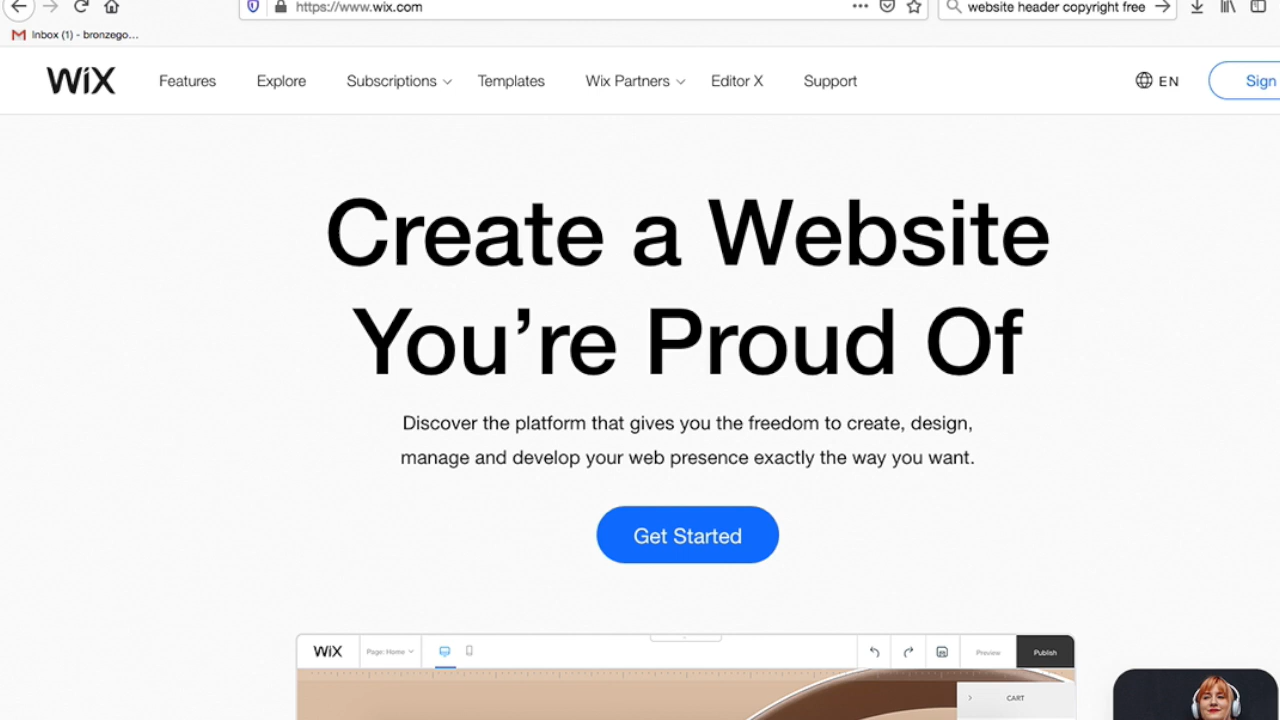 https://www.wix.com
website header copyright free
Inbox (1) - bronzego...
WiX
Features
Explore
Subscriptions
Templates
Wix Partners
Editor X
Support
EN
Sign
Create a Website
You're Proud Of
Discover the platform that gives you the freedom to create, design,
manage and develop your web presence exactly the way you want.
Get Started
WiX
Page: Home
Preview
Publish
CART